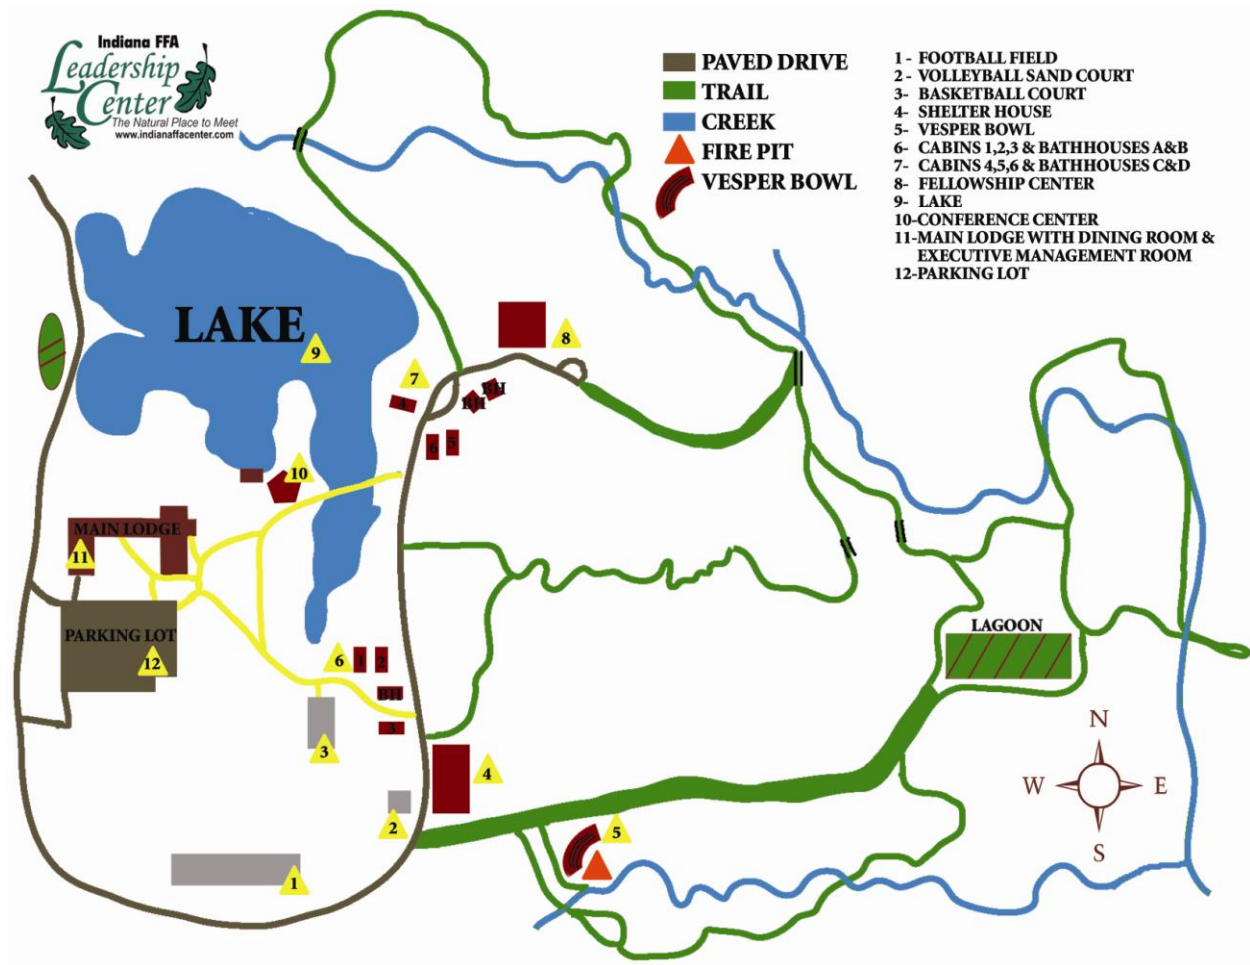 Indiana FFA
Leadership
Center
The Natural Place to Meet
www.indianaffacenter.com
PAVED DRIVE
TRAIL
CREEK
FIRE PIT
VESPER BOWL
1 - FOOTBALL FIELD
2 - VOLLEYBALL SAND COURT
3- BASKETBALL COURT
4- SHELTER HOUSE
5- VESPER BOWL
6- CABINS 1,2,3 & BATHHOUSES A&B
7- CABINS 4,5,6 & BATHHOUSES C&D
8- FELLOWSHIP CENTER
9- LAKE
10-CONFERENCE CENTER
11-MAIN LODGE WITH DINING ROOM &
EXECUTIVE MANAGEMENT ROOM
12-PARKING LOT
LAKE
9
8
7
4
BH
BH
6
5
10
MAIN LODGE
11
PARKING LOT
12
6
1
2
BH
3
3
4
2
5
1
LAGOON
N
W
E
S